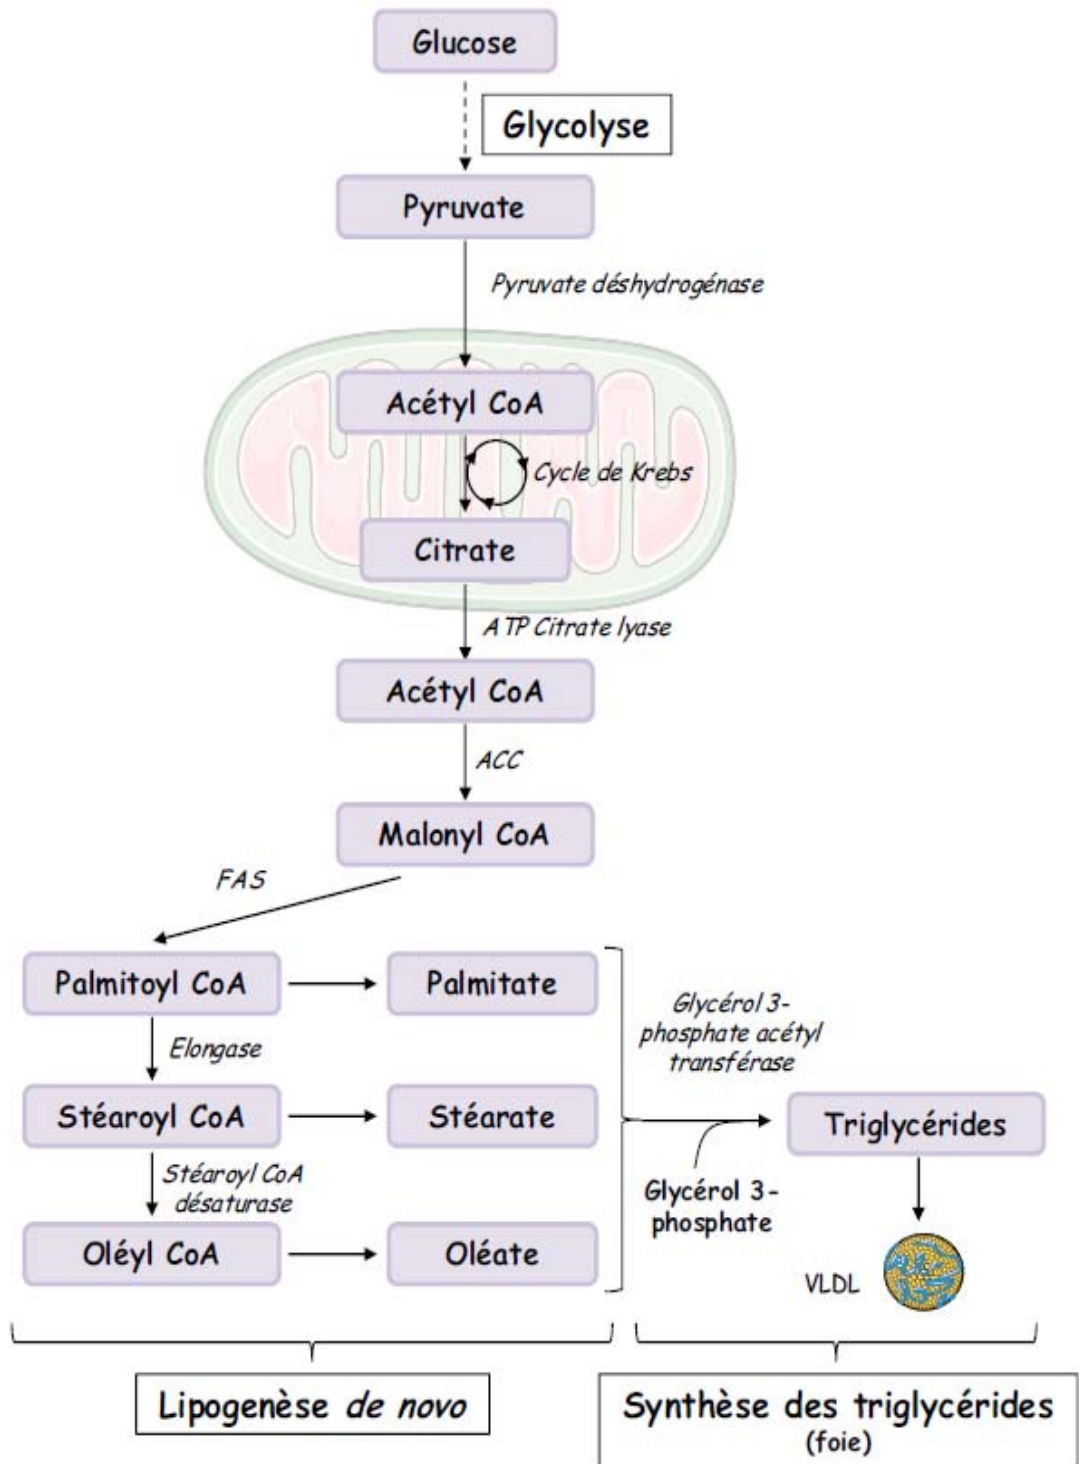 Glucose
Glycolyse
Pyruvate
Pyruvate déshydrogénase
Acétyl CoA
Cycle de Krebs
Citrate
ATP Citrate lyase
Acétyl CoA
ACC
Malonyl CoA
FAS
Palmitoyl CoA
Palmitate
Elongase
Stéaroyl CoA
Stéarate
Stéaroyl CoA
désaturase
Oléyl CoA
Oléate
Glycérol 3-
phosphate acétyl
transférase
Triglycérides
Glycérol 3-
phosphate
VLDL
Lipogenèse de novo
Synthèse des triglycérides
(foie)